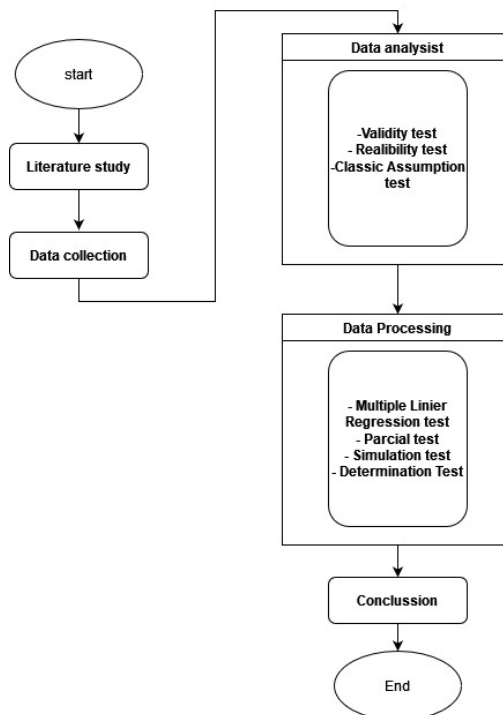 start
Literature study
Data collection
Data analysist
-Validity test
- Realibility test
-Classic Assumption
test
Data Processing
- Multiple Linier
Regression test
- Parcial test
- Simulation test
- Determination Test
Conclussion
End